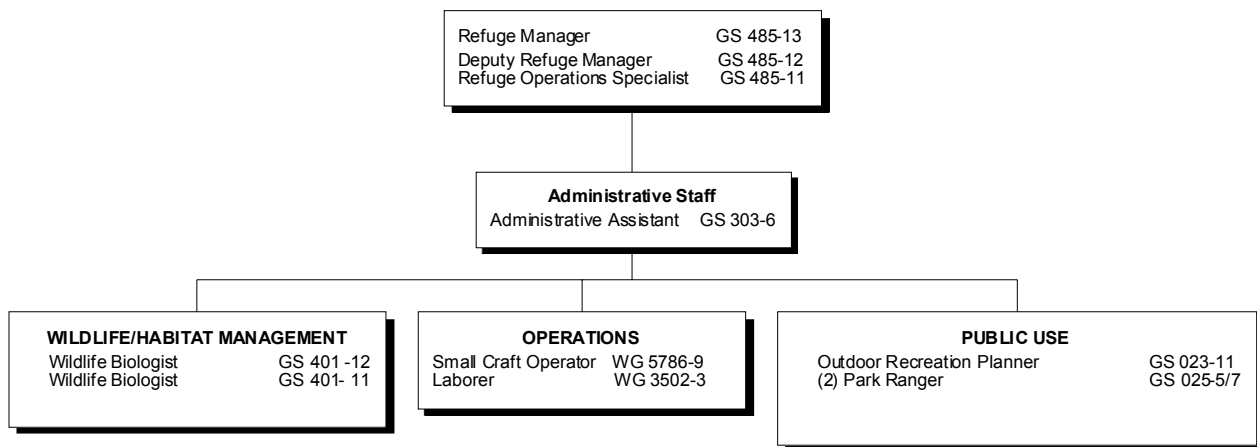 Refuge Manager GS 485-13
Deputy Refuge Manager GS 485-12
Refuge Operations Specialist GS 485-11
Administrative Staff
Administrative Assistant GS 303-6
WILDLIFE/HABITAT MANAGEMENT
Wildlife Biologist GS 401 -12
Wildlife Biologist GS 401- 11
OPERATIONS
Small Craft Operator WG 5786-9
Laborer WG 3502-3
PUBLIC USE
Outdoor Recreation Planner GS 023-11
(2) Park Ranger GS 025-5/7